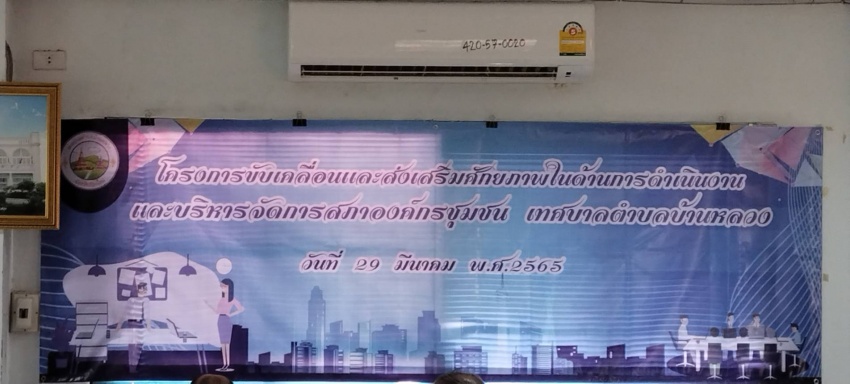 420-57-0020
โครงการขับเคลื่อนและส่งเสริมศักยภาพในด้านการดำเนินงาน
และบริหารจัดการสภาองค์กรชุมชน เทศบาลตำบลบ้านหลวง
วันที่ 29 มีนาคม พ.ศ.2565